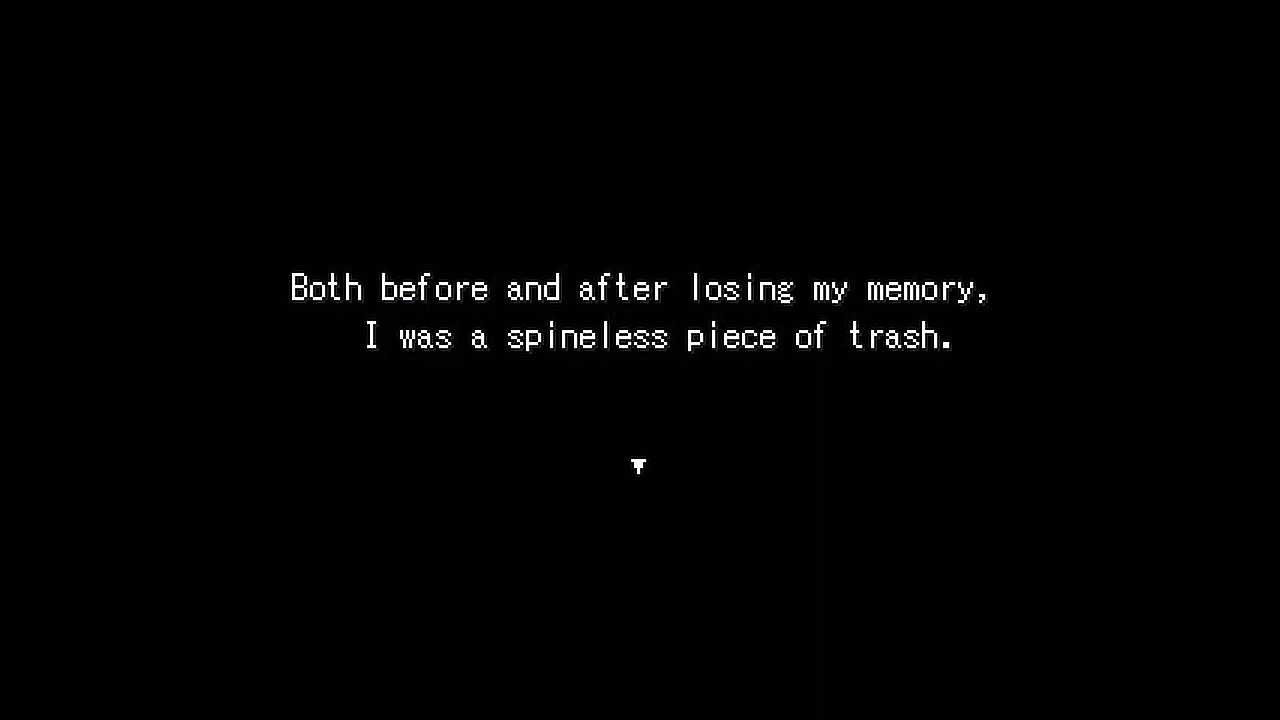 Both before and after losing my memory,
I was a spineless piece of trash.